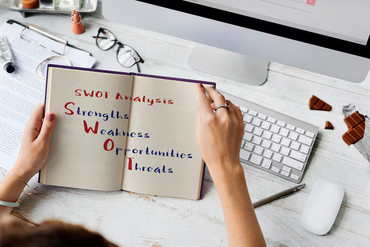 SWOT Analysis
Strengths
Weakness
Opportunities
Threats